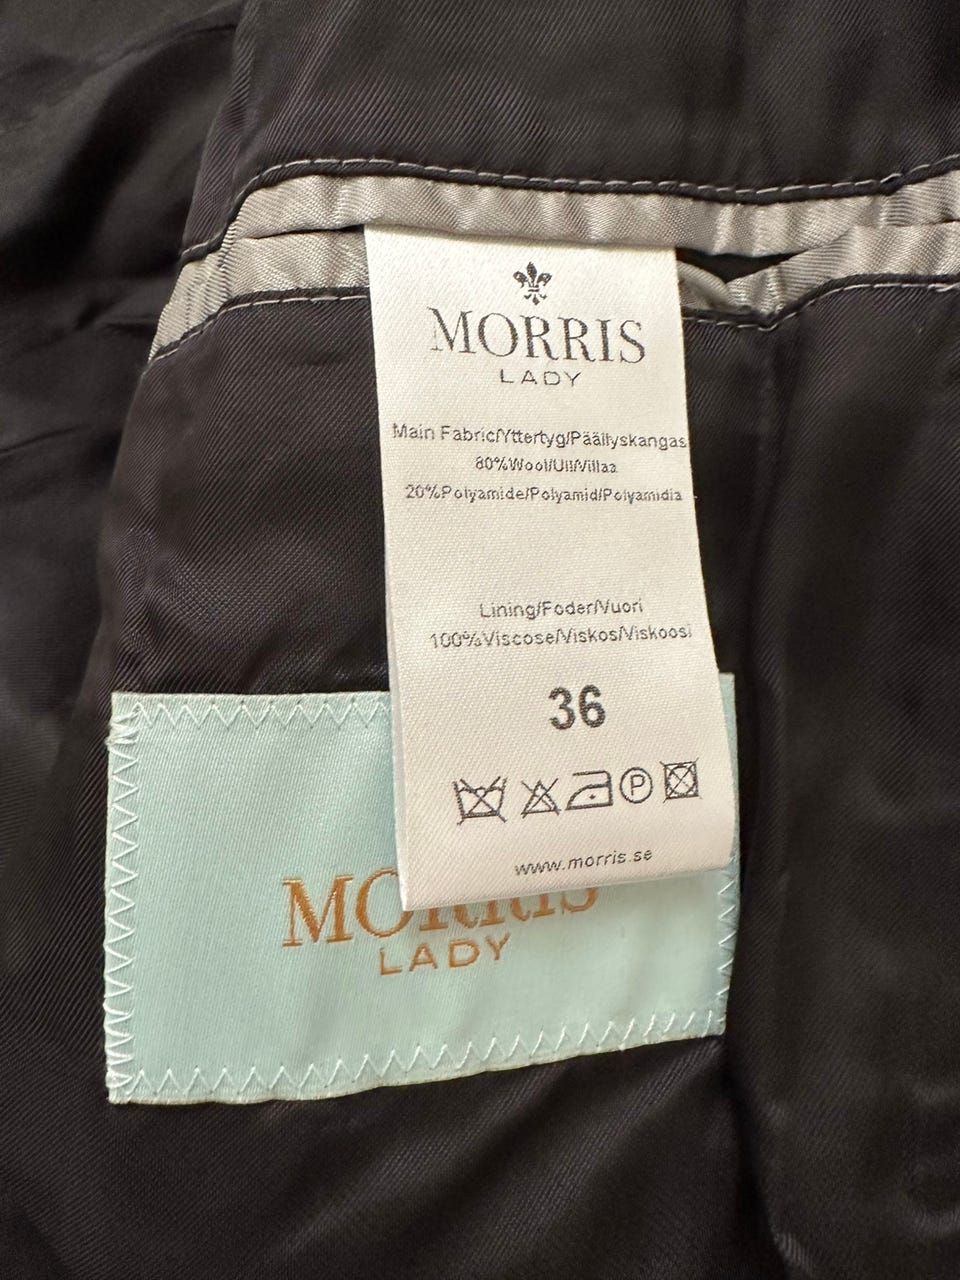 MORRIS
LADY
Main Fabric/Yttertyg/Päällyskangas
80%Wool/Ull/Villaa
20%Polyamide/Polyamid/Polyamidia
Lining/Foder/Vuori
100%Viscose/Viskos/Viskoosi
36
P
www.morris.se
MORRIS
LADY